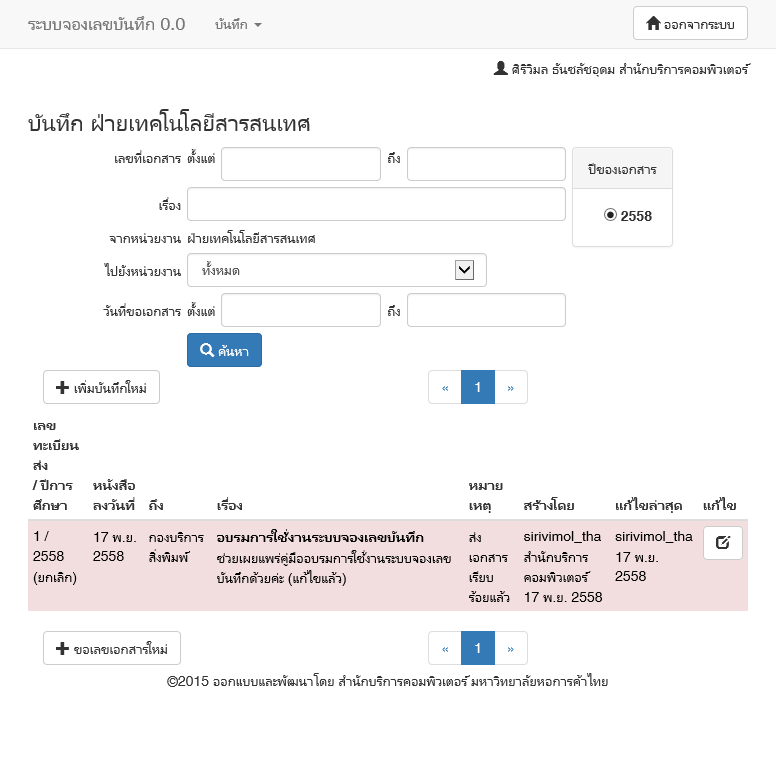 ระบบจองเลขบันทึก 0.0 บันทึก ออกจากระบบ
ศิริวิมล ธันชลัชอุดม สำนักบริการคอมพิวเตอร์
บันทึก ฝ่ายเทคโนโลยีสารสนเทศ
เลขที่เอกสาร ตั้งแต่ ถึง ปีของเอกสาร
เรื่อง 2558
จากหน่วยงาน ฝ่ายเทคโนโลยีสารสนเทศ
ไปยังหน่วยงาน ทั้งหมด
วันที่ขอเอกสาร ตั้งแต่ ถึง
ค้นหา
เพิ่มบันทึกใหม่ « 1 »
เลข
ทะเบียน
ส่ง
/ ปีการ หนังสือ หมาย
ศึกษา ลงวันที่ ถึง เรื่อง เหตุ สร้างโดย แก้ไขล่าสุด แก้ไข
1 / 17 พ.ย. กองบริการ อบรมการใช้งานระบบจองเลขบันทึก ส่ง sirivimol_tha sirivimol_tha
2558 2558 สิ่งพิมพ์ ช่วยเผยแพร่คู่มืออบรมการใช้งานระบบจองเลข เอกสาร สำนักบริการ 17 พ.ย.
(ยกเลิก) บันทึกด้วยค่ะ (แก้ไขแล้ว) เรียบ คอมพิวเตอร์ 2558
ร้อยแล้ว 17 พ.ย. 2558
ขอเลขเอกสารใหม่ « 1 »
©2015 ออกแบบและพัฒนาโดย สำนักบริการคอมพิวเตอร์ มหาวิทยาลัยหอการค้าไทย